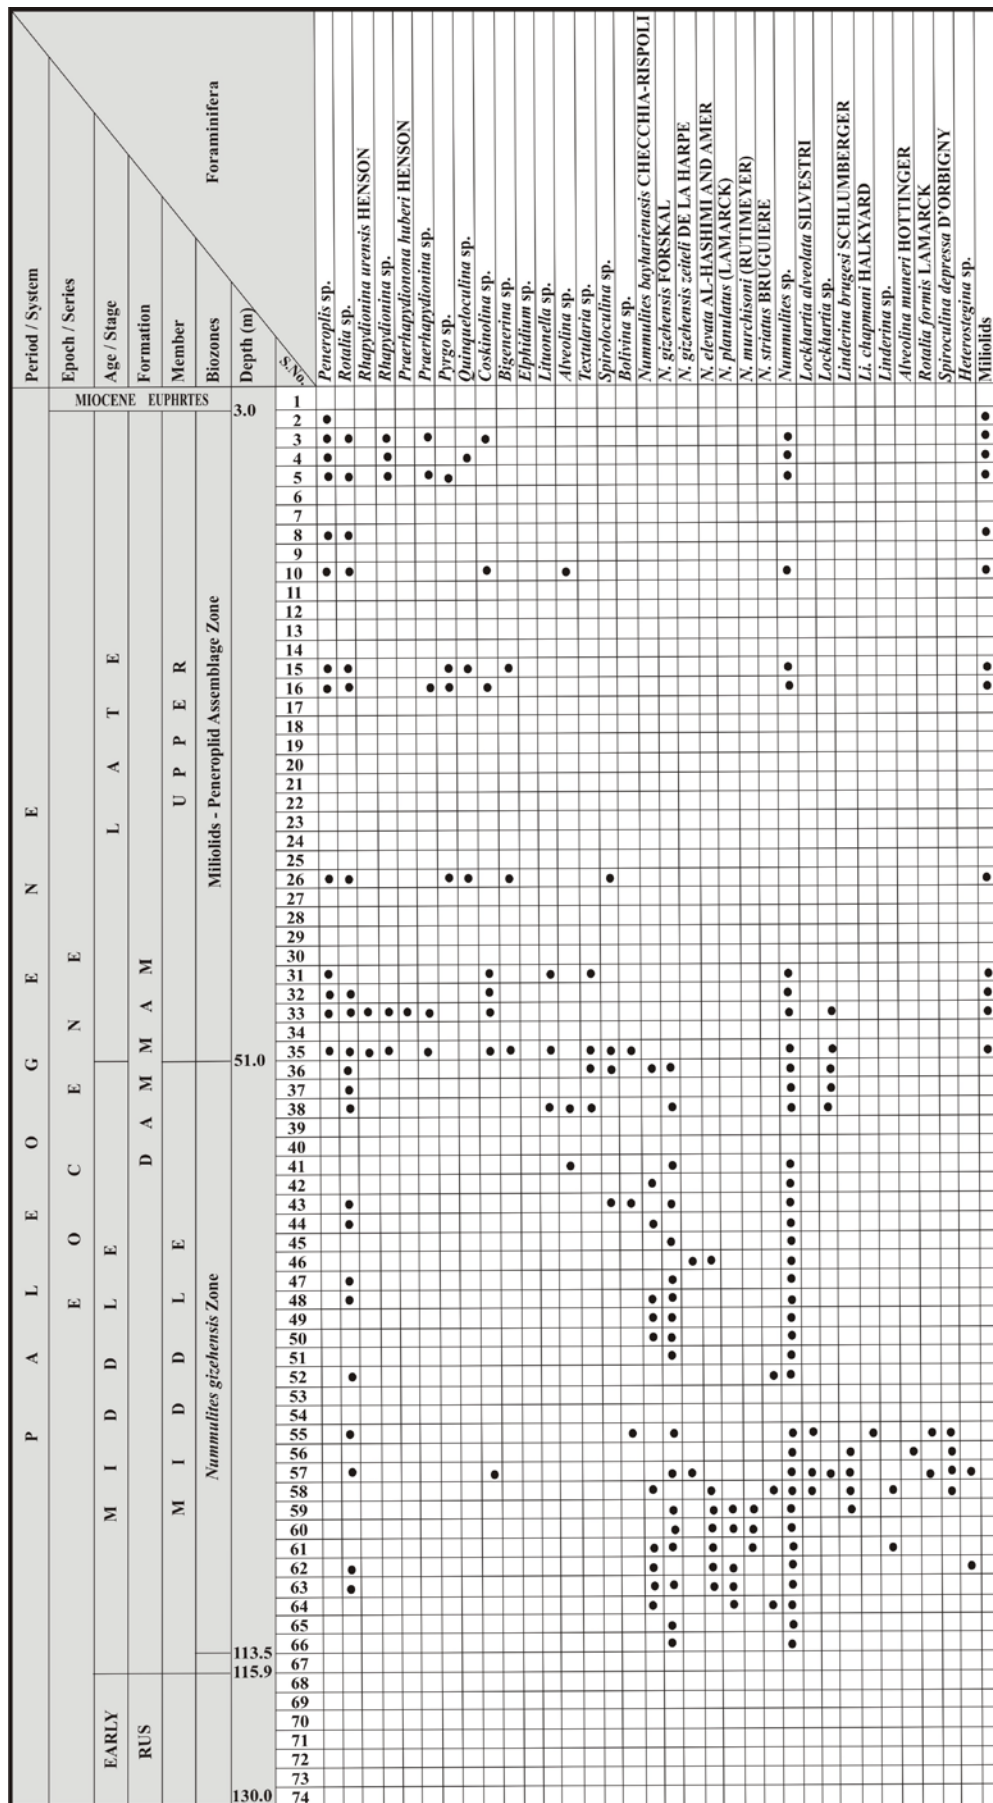 Foraminifera
Period / System
Epoch / Series
Age / Stage
Formation
Member
Biozones
Depth (m)
S.No.
Peneroplis sp.
Rotalia sp.
Rhapydionina urensis HENSON
Rhapydionina sp.
Praerhapydionona huberi HENSON
Praerhapydionina sp.
Pyrgo sp.
Quinqueloculina sp.
Coskinolina sp.
Bigenerina sp.
Elphidium sp.
Lituonella sp.
Alveolina sp.
Textularia sp.
Spiroloculina sp.
Bolivina sp.
Nummulites bayhariensis CHECCHIA-RISPOLI
N. gizehensis FORSKAL
N. gizehensis zeiteli DE LA HARPE
N. elevata AL-HASHIMI AND AMER
N. planulatus (LAMARCK)
N. murchisoni (RUTIMEYER)
N. striatus BRUGUIERE
Nummulites sp.
Lockhartia alveolata SILVESTRI
Lockhartia sp.
Linderina brugesi SCHLUMBERGER
Li. chapmani HALKYARD
Linderina sp.
Alveolina muneri HOTTINGER
Rotalia formis LAMARCK
Spiroculina depressa D'ORBIGNY
Heterostegina sp.
Miliolids
PALEOGENNE
EOCECGNE
MIOCENE EUPHRTES
LATE
MIDDLE
EARLY
DAMMMAM
RUS
UPPER
MIDDLE
Miliolids - Peneroplid Assemblage Zone
Nummulites gizehensis Zone
3.0
51.0
113.5
115.9
130.0
1
2
3
4
5
6
7
8
9
10
11
12
13
14
15
16
17
18
19
20
21
22
23
24
25
26
27
28
29
30
31
32
33
34
35
36
37
38
39
40
41
42
43
44
45
46
47
48
49
50
51
52
53
54
55
56
57
58
59
60
61
62
63
64
65
66
67
68
69
70
71
72
73
74